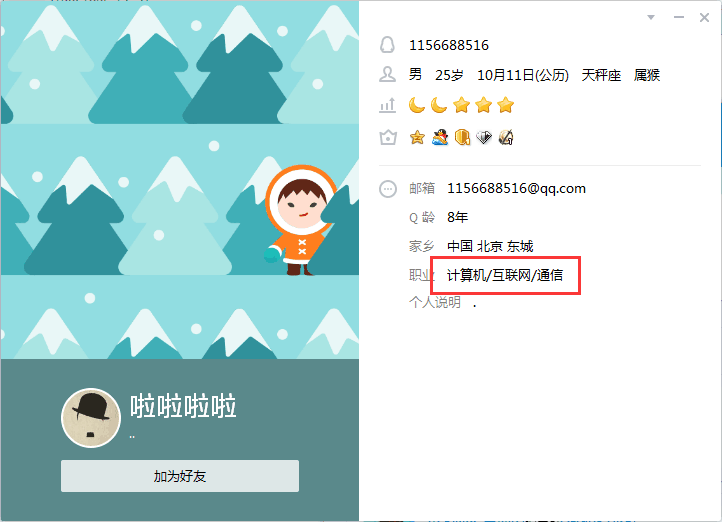 1156688516
男 25岁 10月11日(公历) 天秤座 属猴
邮箱 1156688516@qq.com
Q 龄 8年
家乡 中国 北京 东城
职业 计算机/互联网/通信
个人说明 .
啦啦啦啦
..
加为好友